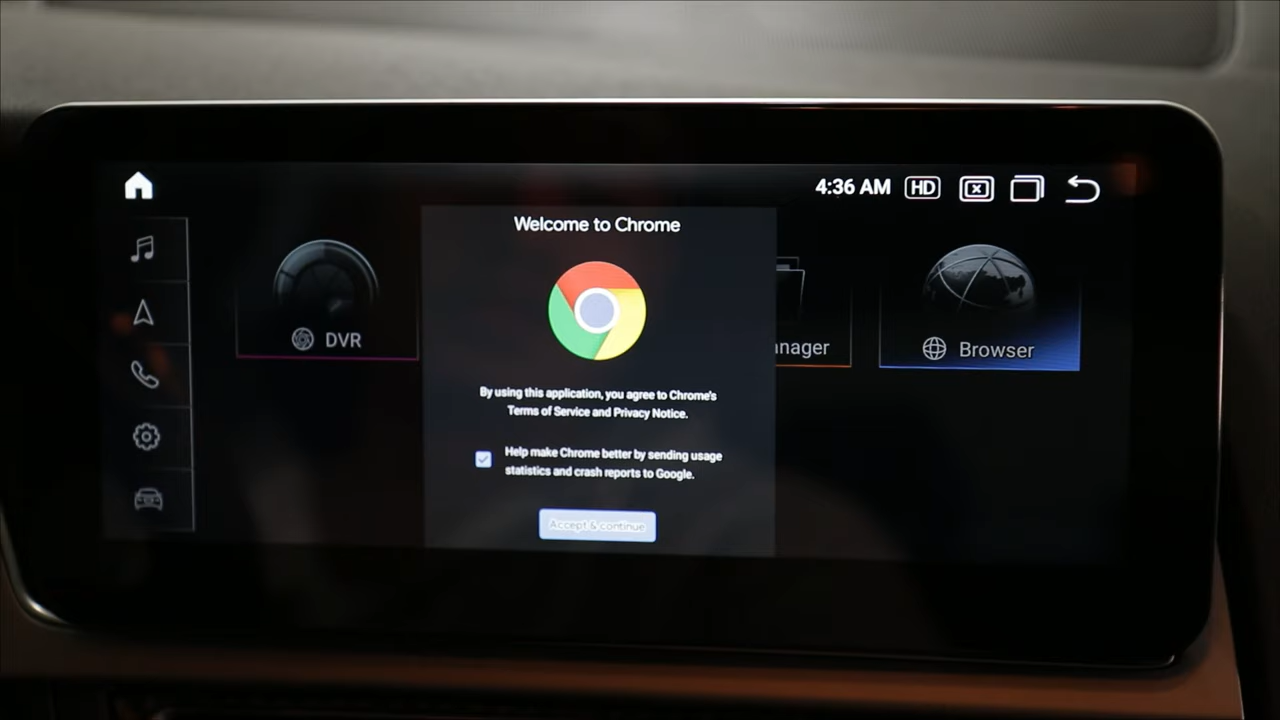 4:36 AM HD
Welcome to Chrome
DVR
nager
Browser
By using this application, you agree to Chrome's
Terms of Service and Privacy Notice.
Help make Chrome better by sending usage
statistics and crash reports to Google.
Accept & continue